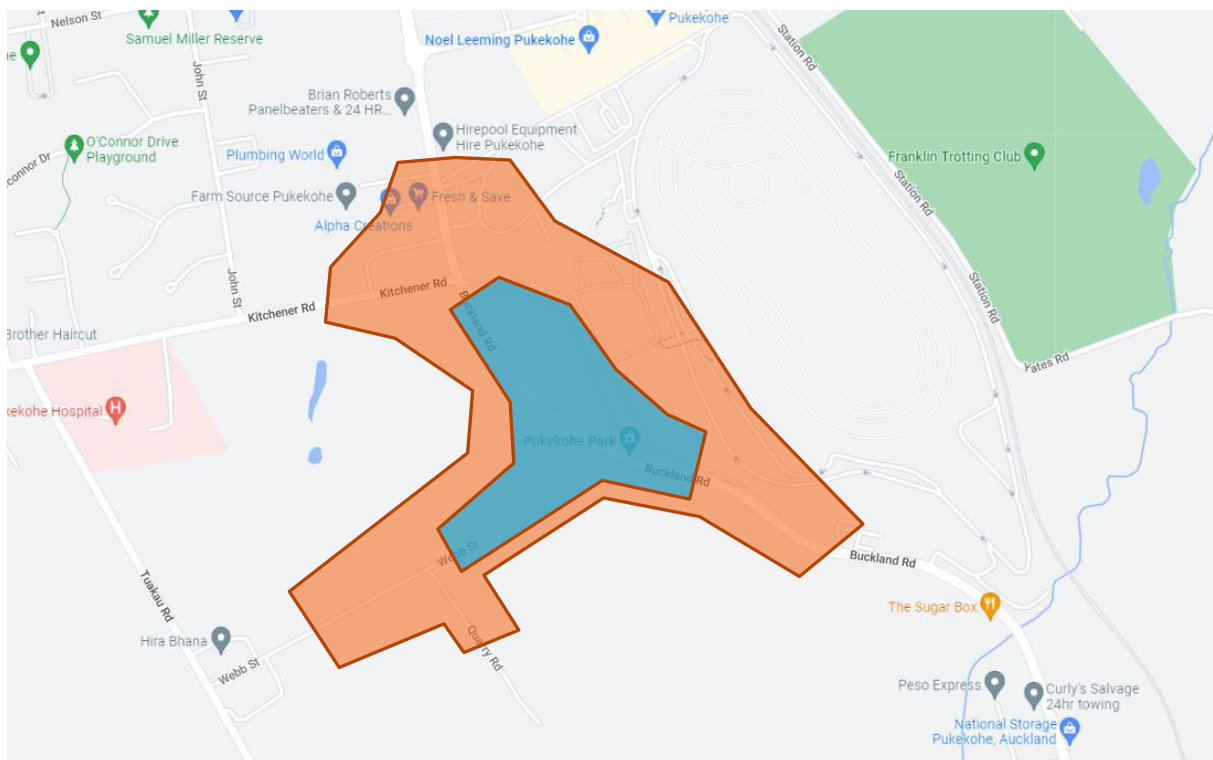 Nelson St
Samuel Miller Reserve
Noel Leeming Pukekohe
Pukekohe
Station Rd
John St
Brian Roberts
Panelbeaters & 24 HR...
Hirepool Equipment
Hire Pukekohe
O'Connor Drive
Playground
connor Dr
Plumbing World
Franklin Trotting Club
Farm Source Pukekohe
Fresh & Save
Station Rd
Alpha Creations
John St
Kitchener Rd
Kitchener Rd
Buckland Rd
Station Rd
Brother Haircut
Yates Rd
kekohe Hospital
H
Pukekohe Park
Buckland Rd
Webb St
Buckland Rd
Tuakau Rd
The Sugar Box
Hira Bhana
Quarry Rd
Webb St
Peso Express
Curly's Salvage
24hr towing
National Storage
Pukekohe, Auckland